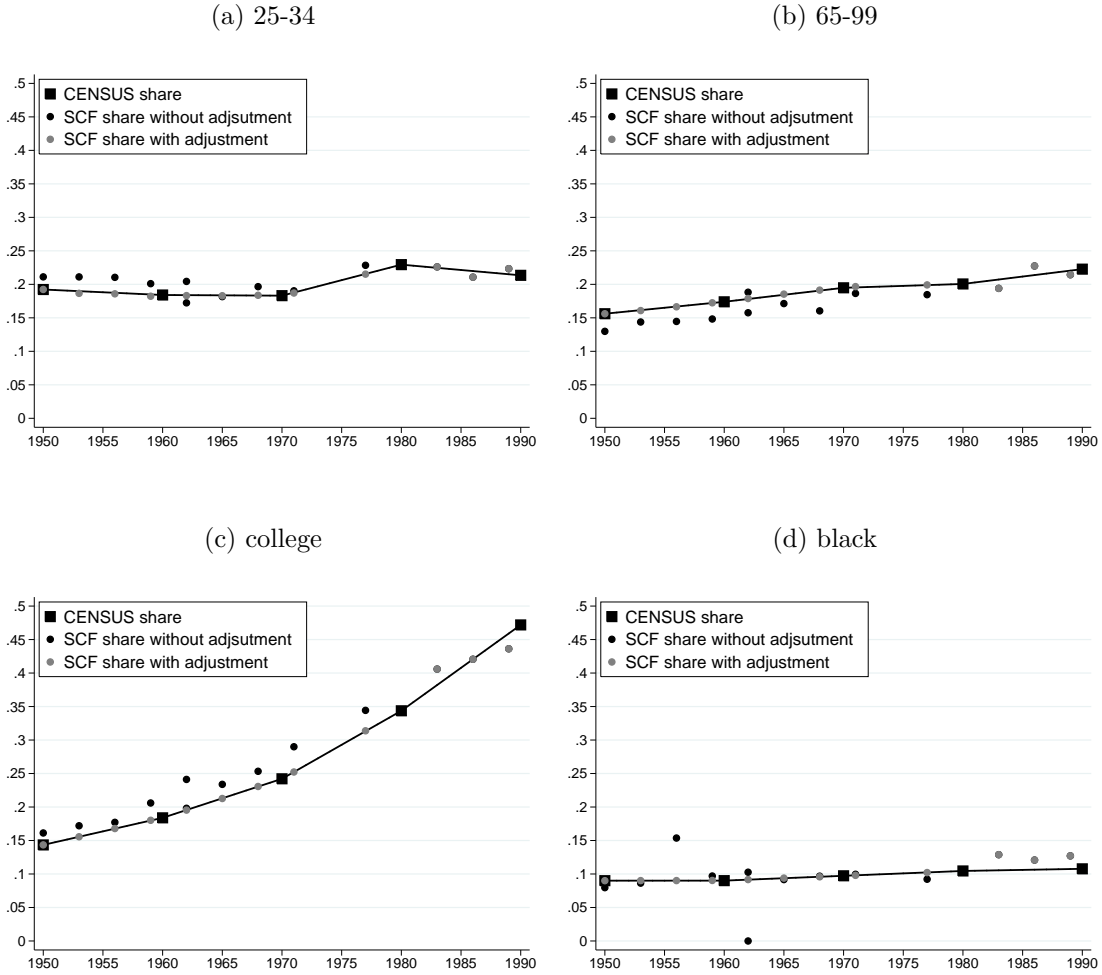 (a) 25-34
(b) 65-99
CENSUS share
SCF share without adjsutment
SCF share with adjustment
.5
.45
.4
.35
.3
.25
.2
.15
.1
.05
0
1950 1955 1960 1965 1970 1975 1980 1985 1990
CENSUS share
SCF share without adjsutment
SCF share with adjustment
.5
.45
.4
.35
.3
.25
.2
.15
.1
.05
0
1950 1955 1960 1965 1970 1975 1980 1985 1990
(c) college
(d) black
CENSUS share
SCF share without adjsutment
SCF share with adjustment
.5
.45
.4
.35
.3
.25
.2
.15
.1
.05
0
1950 1955 1960 1965 1970 1975 1980 1985 1990
CENSUS share
SCF share without adjsutment
SCF share with adjustment
.5
.45
.4
.35
.3
.25
.2
.15
.1
.05
0
1950 1955 1960 1965 1970 1975 1980 1985 1990